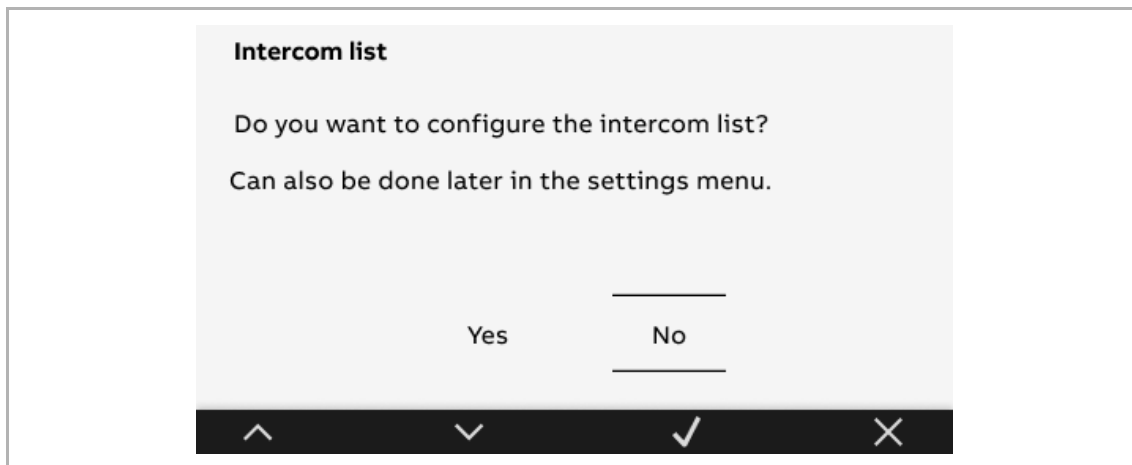 Intercom list
Do you want to configure the intercom list?
Can also be done later in the settings menu.
Yes No